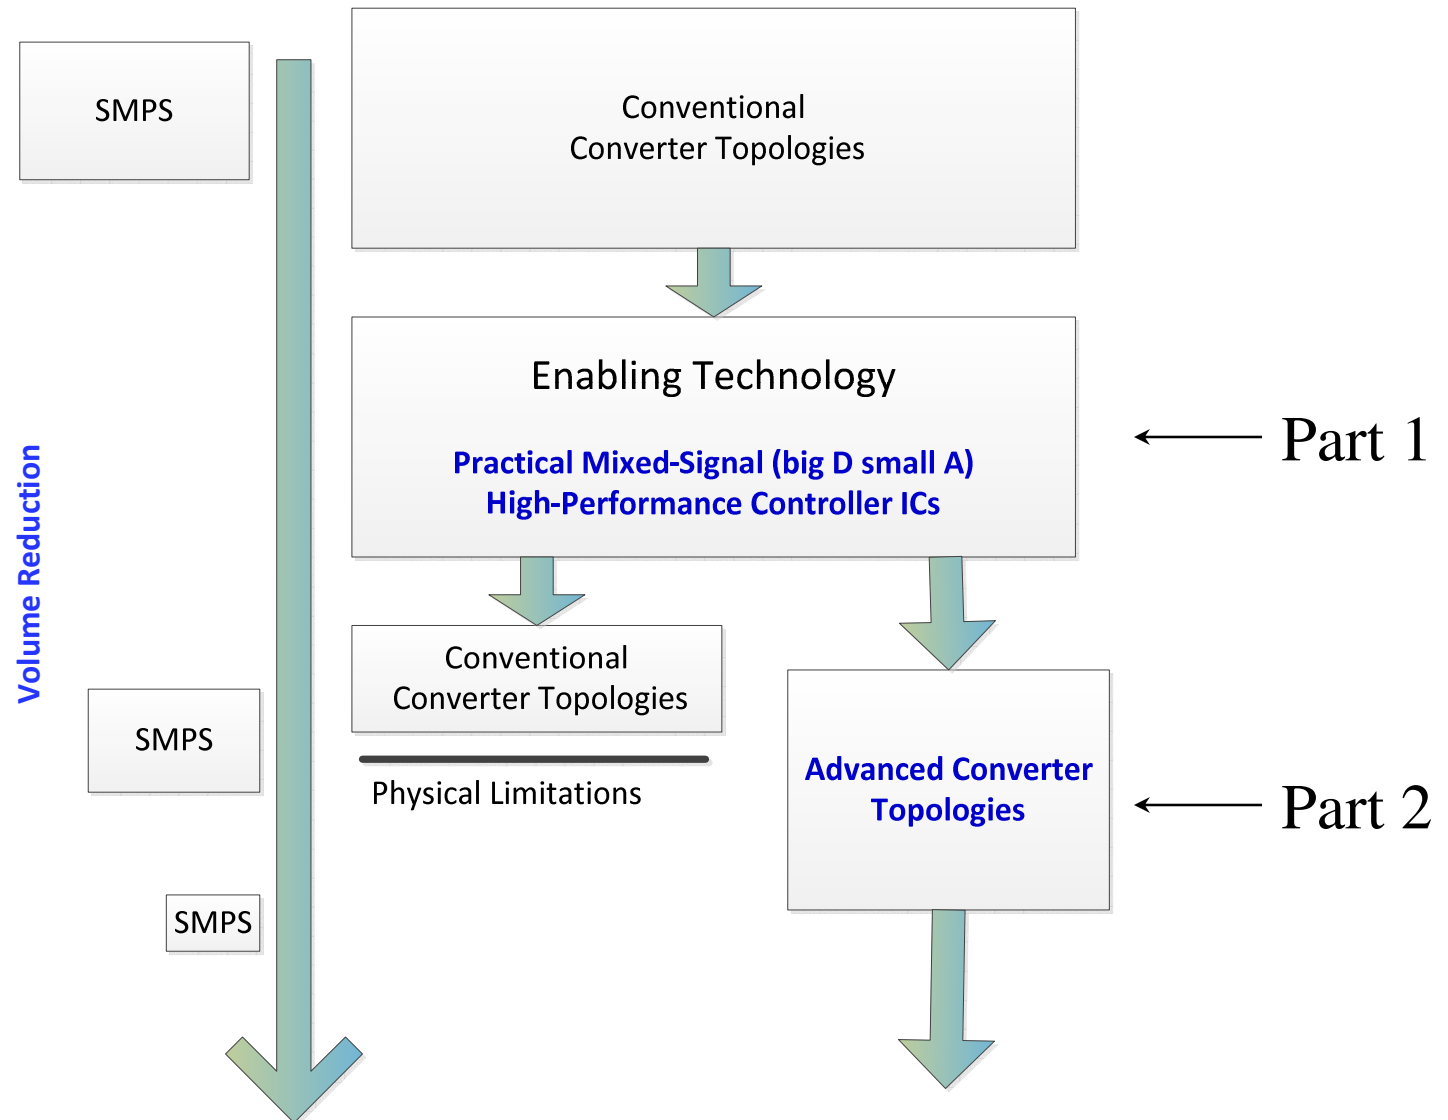 SMPS
Conventional
Converter Topologies
Enabling Technology
Practical Mixed-Signal (big D small A)
High-Performance Controller ICs
Part 1
Volume Reduction
Conventional
Converter Topologies
SMPS
Physical Limitations
Advanced Converter
Topologies
Part 2
SMPS